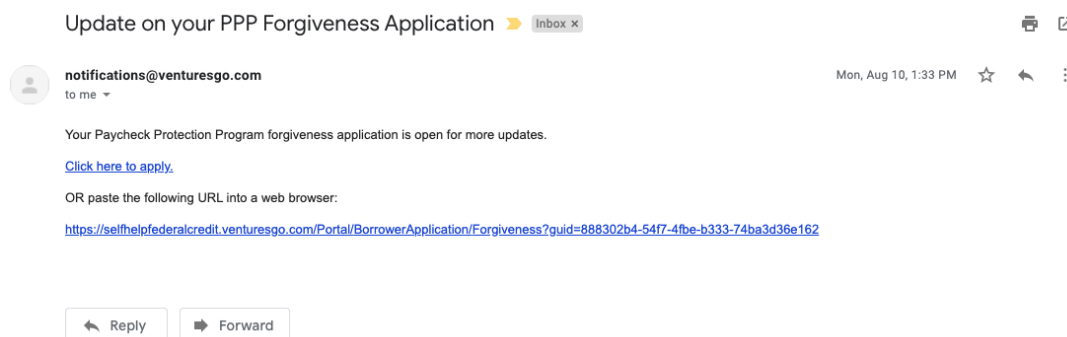 Update on your PPP Forgiveness Application Inbox ×
notifications@venturesgo.com Mon, Aug 10, 1:33 PM
to me
Your Paycheck Protection Program forgiveness application is open for more updates.
Click here to apply.
OR paste the following URL into a web browser:
https://selfhelpfederalcredit.venturesgo.com/Portal/BorrowerApplication/Forgiveness?guid=888302b4-54f7-4fbe-b333-74ba3d36e162
Reply Forward